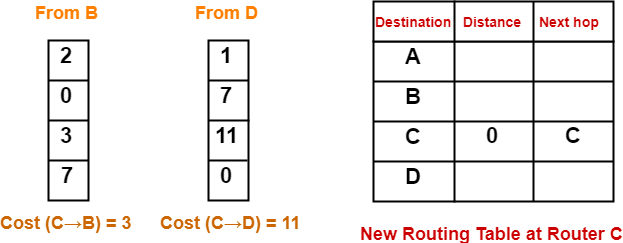 From B From D
Destination Distance Next hop
2 1 A
0 7 B
3 11 C 0 C
7 0 D
Cost (C→B) = 3 Cost (C→D) = 11
New Routing Table at Router C